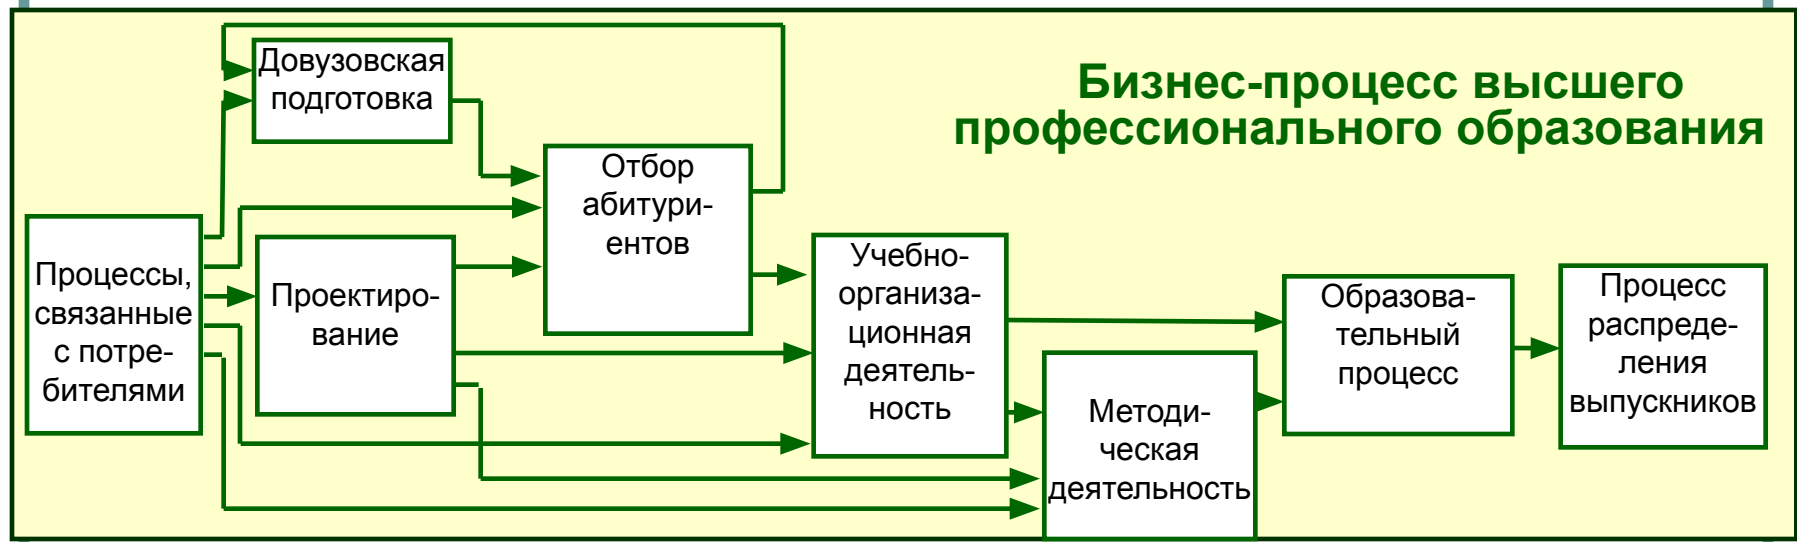 Бизнес-процесс высшего
профессионального образования
Довузовская
подготовка
Отбор
абитури-
ентов
Процессы,
связанные
с потре-
бителями
Проектиро-
вание
Учебно-
организа-
ционная
деятель-
ность
Методи-
ческая
деятельность
Образова-
тельный
процесс
Процесс
распреде-
ления
выпускников